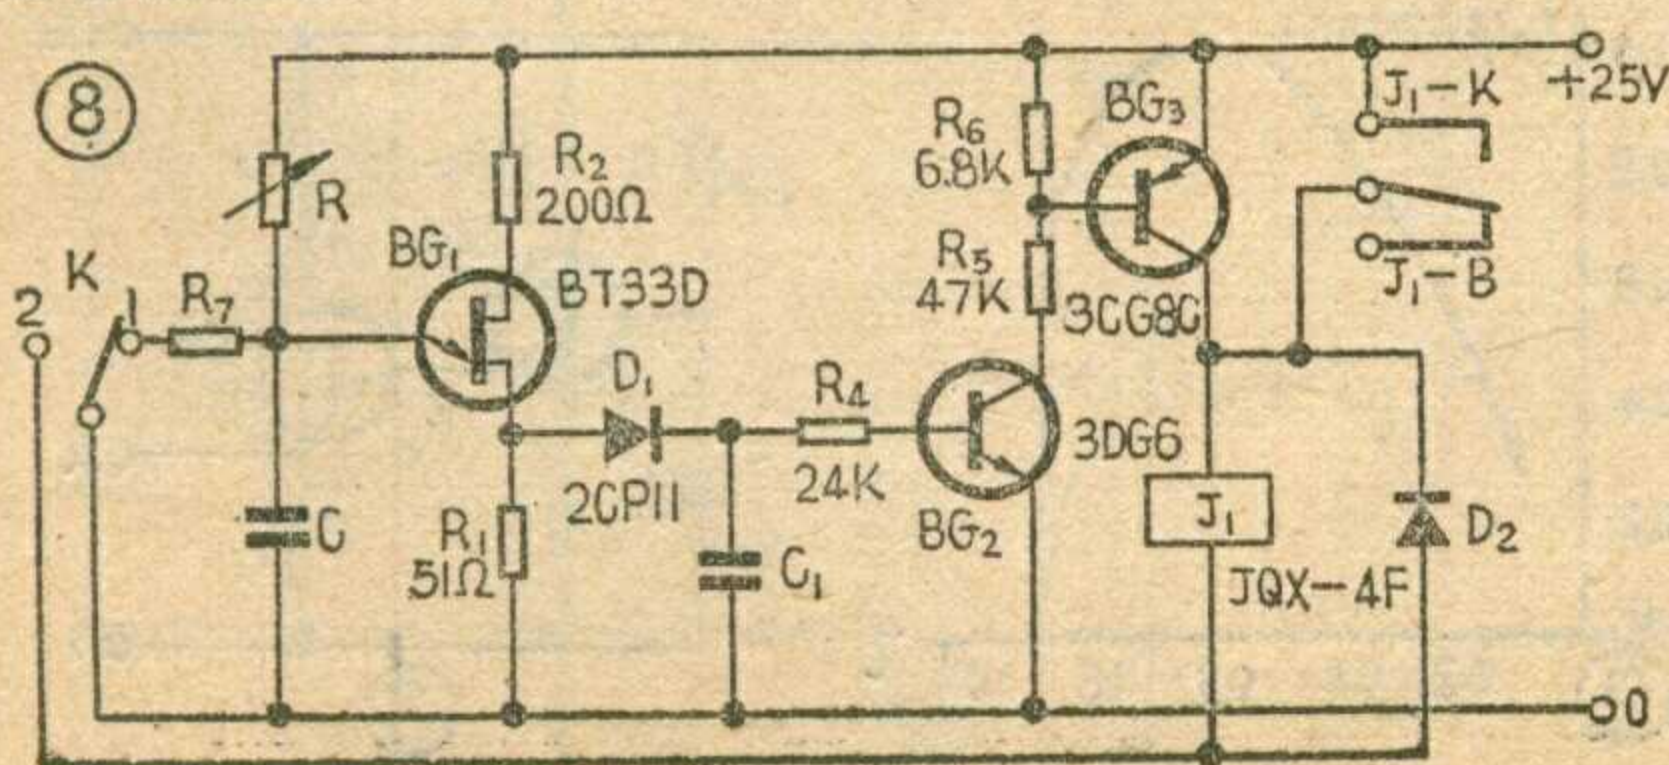 8
J₁-K
+25V
BG₃
R₆
6.8K
R₂
200Ω
R
BG₁
BT33D
R₅
47K
3CG8C
J₁-B
K
2
1
R₇
D₁
2CP11
R₄
24K
3DG6
BG₂
J₁
JQX-4F
D₂
C
R₁
51Ω
C₁
0